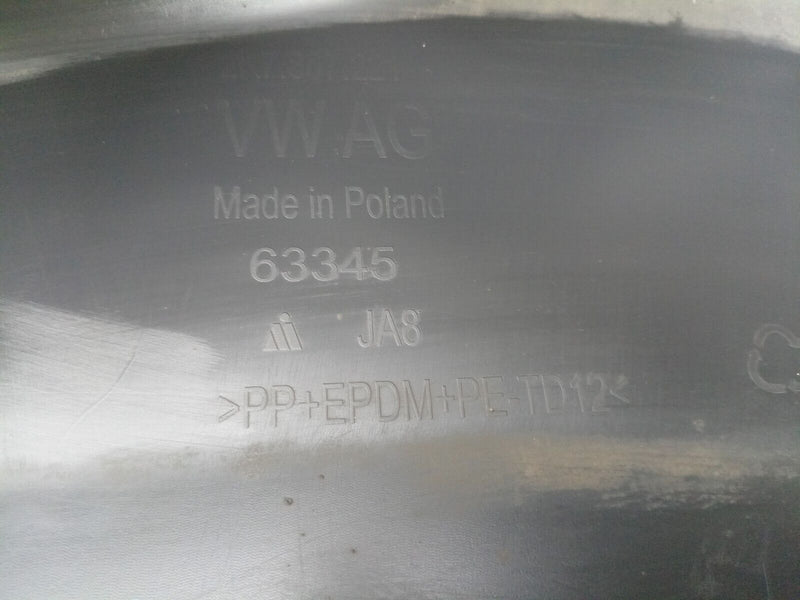 VW AG
Made in Poland
63345
JA8
>PP+EPDM+PE-TD12<